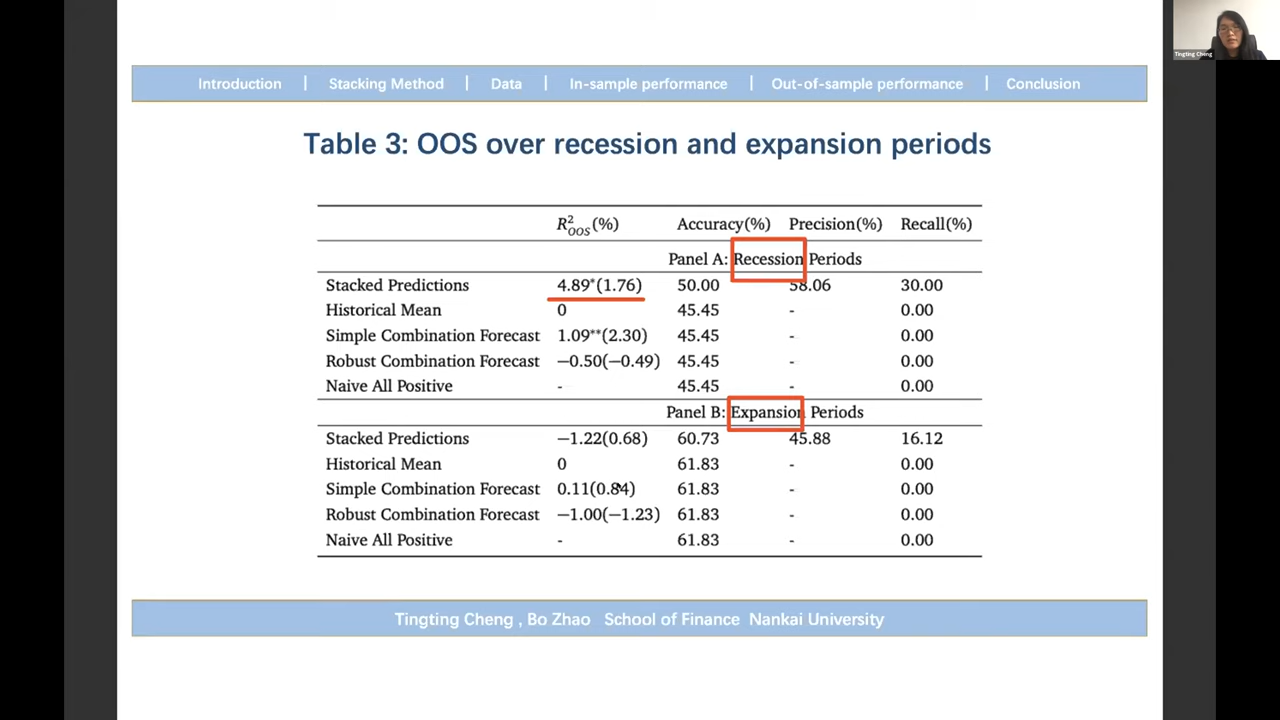 Tingting Cheng
Introduction | Stacking Method | Data | In-sample performance | Out-of-sample performance | Conclusion
Table 3: OOS over recession and expansion periods
R²OOS(%) Accuracy(%) Precision(%) Recall(%)
Panel A: Recession Periods
Stacked Predictions 4.89*(1.76) 50.00 58.06 30.00
Historical Mean 0 45.45 - 0.00
Simple Combination Forecast 1.09**(2.30) 45.45 - 0.00
Robust Combination Forecast −0.50(−0.49) 45.45 - 0.00
Naive All Positive - 45.45 - 0.00
Panel B: Expansion Periods
Stacked Predictions −1.22(0.68) 60.73 45.88 16.12
Historical Mean 0 61.83 - 0.00
Simple Combination Forecast 0.11(0.84) 61.83 - 0.00
Robust Combination Forecast −1.00(−1.23) 61.83 - 0.00
Naive All Positive - 61.83 - 0.00
Tingting Cheng , Bo Zhao School of Finance Nankai University